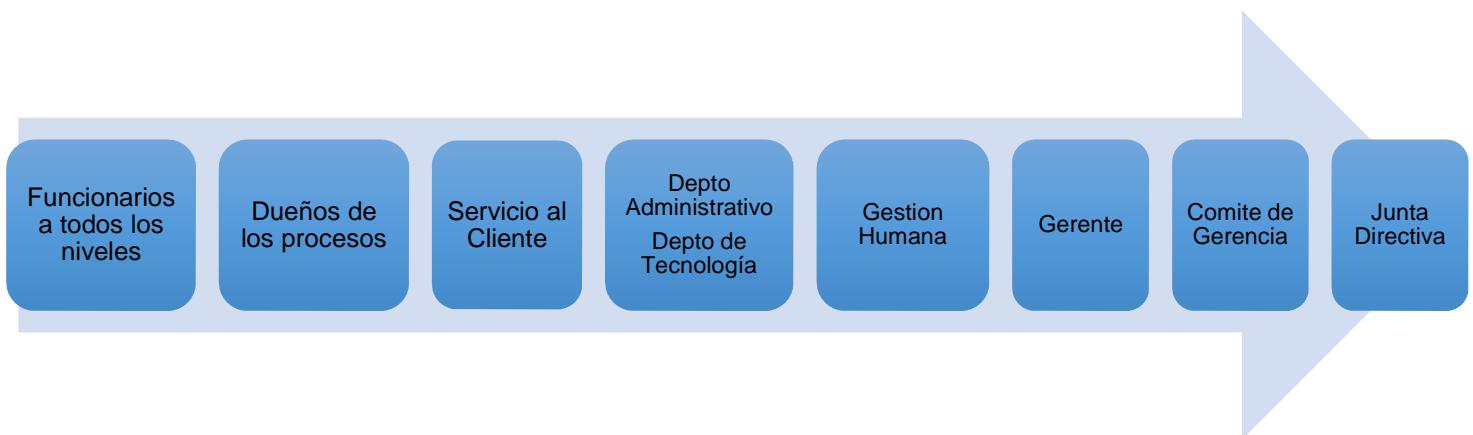 Funcionarios
a todos los
niveles
Dueños de
los procesos
Servicio al
Cliente
Depto
Administrativo
Depto de
Tecnología
Gestion
Humana
Gerente
Comite de
Gerencia
Junta
Directiva